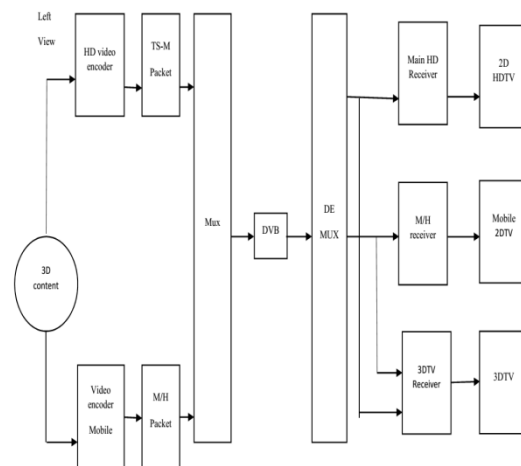 Left
View
HD video
encoder
TS-M
Packet
Mux
DVB
DE
MUX
Main HD
Receiver
2D
HDTV
M/H
receiver
Mobile
2DTV
3D
content
Video
encoder
Mobile
M/H
Packet
3DTV
Receiver
3DTV